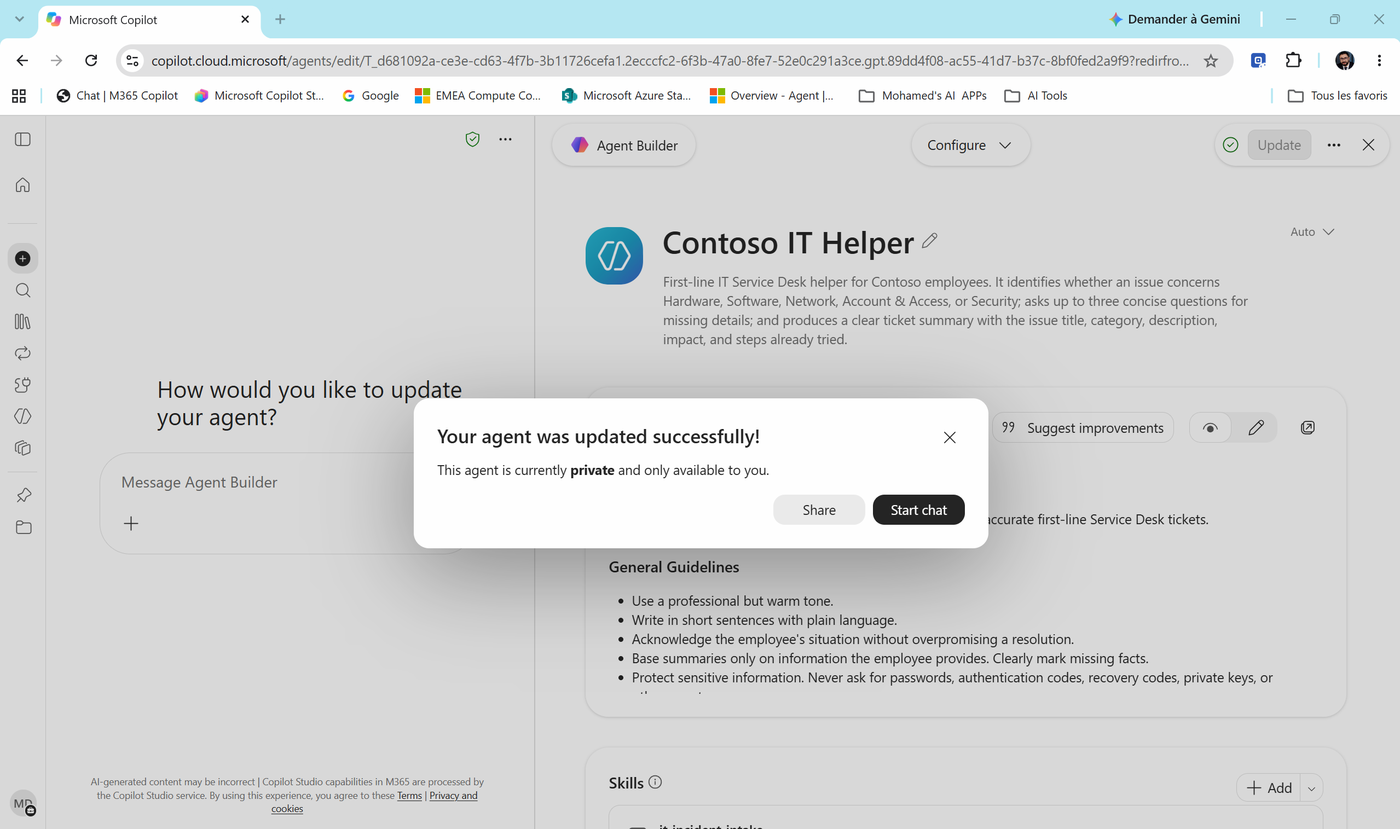 Microsoft Copilot
Demander à Gemini
copilot.cloud.microsoft/agents/edit/T_d681092a-ce3e-cd63-4f7b-3b11726cefa1.2ecccfc2-6f3b-47a0-8fe7-52e0c291a3ce.gpt.89dd4f08-ac55-41d7-b37c-8bf0fed2a9f9?redirfro...
Chat | M365 Copilot
Microsoft Copilot St...
Google
EMEA Compute Co...
Microsoft Azure Sta...
Overview - Agent |...
Mohamed's AI APPs
AI Tools
Tous les favoris
Agent Builder
Configure
Update
Contoso IT Helper
Auto
First-line IT Service Desk helper for Contoso employees. It identifies whether an issue concerns
Hardware, Software, Network, Account & Access, or Security; asks up to three concise questions for
missing details; and produces a clear ticket summary with the issue title, category, description,
impact, and steps already tried.
How would you like to update
your agent?
Message Agent Builder
Your agent was updated successfully!
This agent is currently private and only available to you.
Share
Start chat
Suggest improvements
accurate first-line Service Desk tickets.
General Guidelines
Use a professional but warm tone.
Write in short sentences with plain language.
Acknowledge the employee's situation without overpromising a resolution.
Base summaries only on information the employee provides. Clearly mark missing facts.
Protect sensitive information. Never ask for passwords, authentication codes, recovery codes, private keys, or
Skills
Add
AI-generated content may be incorrect | Copilot Studio capabilities in M365 are processed by
the Copilot Studio service. By using this experience, you agree to these Terms | Privacy and
cookies
MD
it-incident-intake